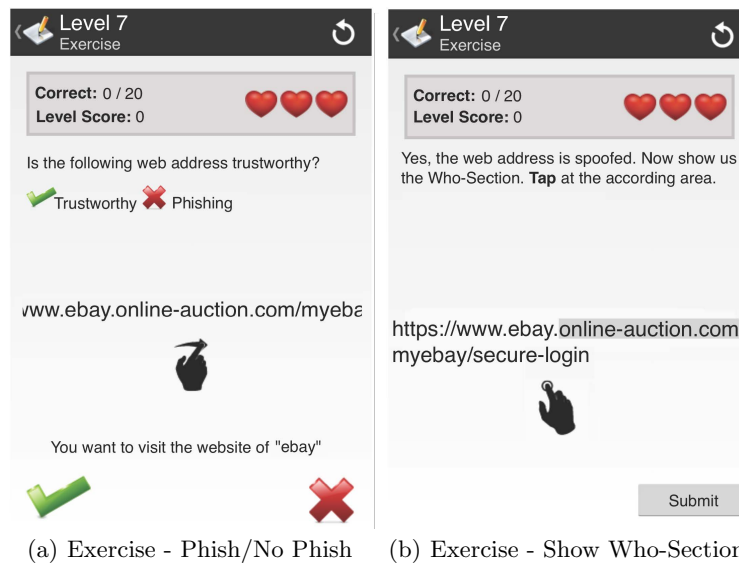 Level 7
Exercise
Correct: 0 / 20
Level Score: 0
Is the following web address trustworthy?
Trustworthy Phishing
www.ebay.online-auction.com/myeba
You want to visit the website of "ebay"
(a) Exercise - Phish/No Phish
Level 7
Exercise
Correct: 0 / 20
Level Score: 0
Yes, the web address is spoofed. Now show us
the Who-Section. Tap at the according area.
https://www.ebay.online-auction.com
myebay/secure-login
Submit
(b) Exercise - Show Who-Section